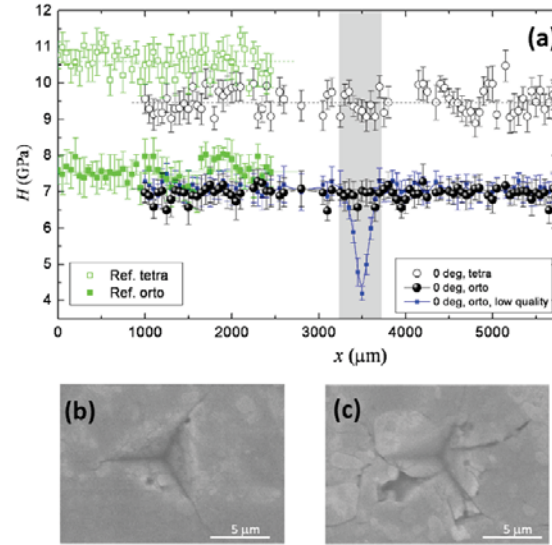 (a)
12
11
10
9
8
7
6
5
4
H (GPa)
Ref. tetra
Ref. orto
0 deg, tetra
0 deg, orto
0 deg, orto, low quality
0 1000 2000 3000 4000 5000
x (μm)
(b)
5 μm
(c)
5 μm